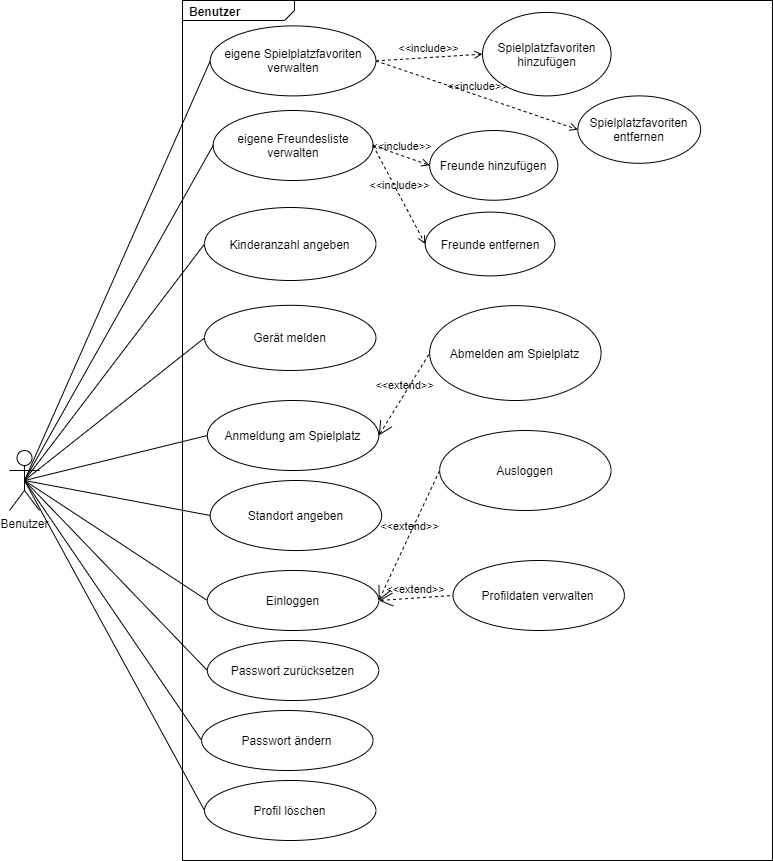 Benutzer
eigene Spielplatzfavoriten
verwalten
<<include>>
Spielplatzfavoriten
hinzufügen
<<include>>
Spielplatzfavoriten
entfernen
eigene Freundesliste
verwalten
<<include>>
Freunde hinzufügen
<<include>>
Freunde entfernen
Kinderanzahl angeben
Gerät melden
Abmelden am Spielplatz
<<extend>>
Anmeldung am Spielplatz
Ausloggen
Standort angeben
<<extend>>
Benutzer
Einloggen
<<extend>>
Profildaten verwalten
Passwort zurücksetzen
Passwort ändern
Profil löschen